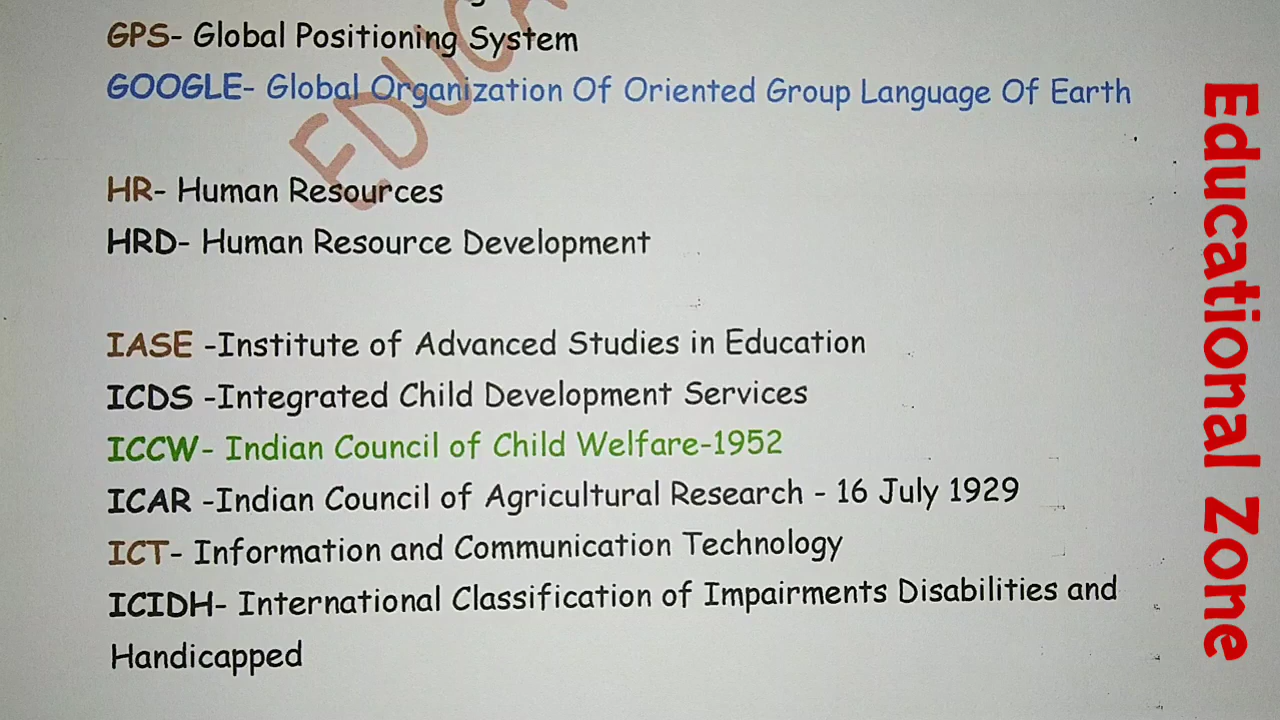 GPS- Global Positioning System
GOOGLE- Global Organization Of Oriented Group Language Of Earth
HR- Human Resources
HRD- Human Resource Development
IASE -Institute of Advanced Studies in Education
ICDS -Integrated Child Development Services
ICCW- Indian Council of Child Welfare-1952
ICAR -Indian Council of Agricultural Research - 16 July 1929
ICT- Information and Communication Technology
ICIDH- International Classification of Impairments Disabilities and
Handicapped
Educational Zone